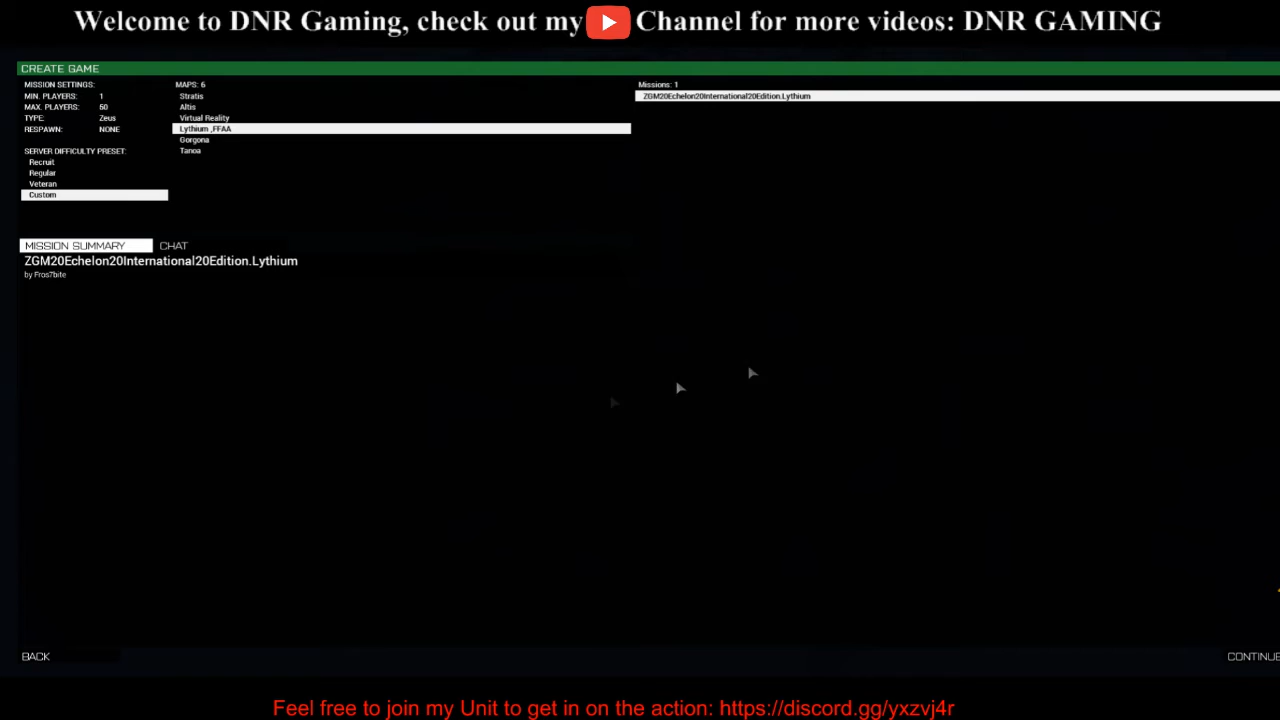 Welcome to DNR Gaming, check out my Channel for more videos: DNR GAMING
CREATE GAME
MISSION SETTINGS:
MIN. PLAYERS: 1
MAX. PLAYERS: 50
TYPE: Zeus
RESPAWN: NONE
SERVER DIFFICULTY PRESET:
Recruit
Regular
Veteran
Custom
MAPS: 6
Stratis
Altis
Virtual Reality
Lythium ,FFAA
Gorgona
Tanoa
Missions: 1
ZGM20Echelon20International20Edition.Lythium
MISSION SUMMARY
CHAT
ZGM20Echelon20International20Edition.Lythium
by Fros7bite
BACK
CONTINUE
Feel free to join my Unit to get in on the action: https://discord.gg/yxzvj4r